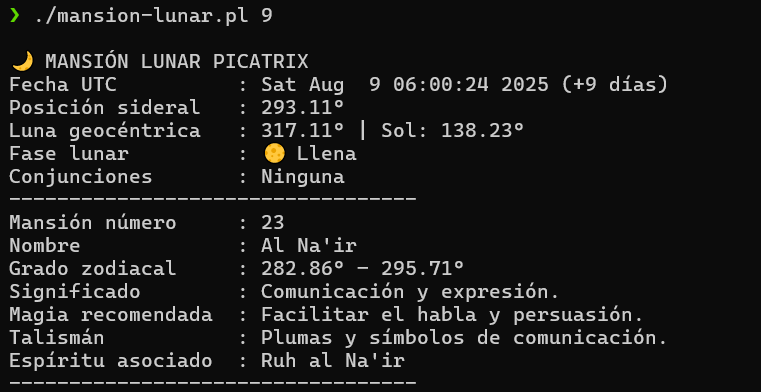 ❯ ./mansion-lunar.pl 9
🌙 MANSIÓN LUNAR PICATRIX
Fecha UTC : Sat Aug  9 06:00:24 2025 (+9 días)
Posición sideral : 293.11°
Luna geocéntrica : 317.11° | Sol: 138.23°
Fase lunar : 🌕 Llena
Conjunciones : Ninguna
-----------------------------------
Mansión número : 23
Nombre : Al Na'ir
Grado zodiacal : 282.86° – 295.71°
Significado : Comunicación y expresión.
Magia recomendada : Facilitar el habla y persuasión.
Talismán : Plumas y símbolos de comunicación.
Espíritu asociado : Ruh al Na'ir
-----------------------------------